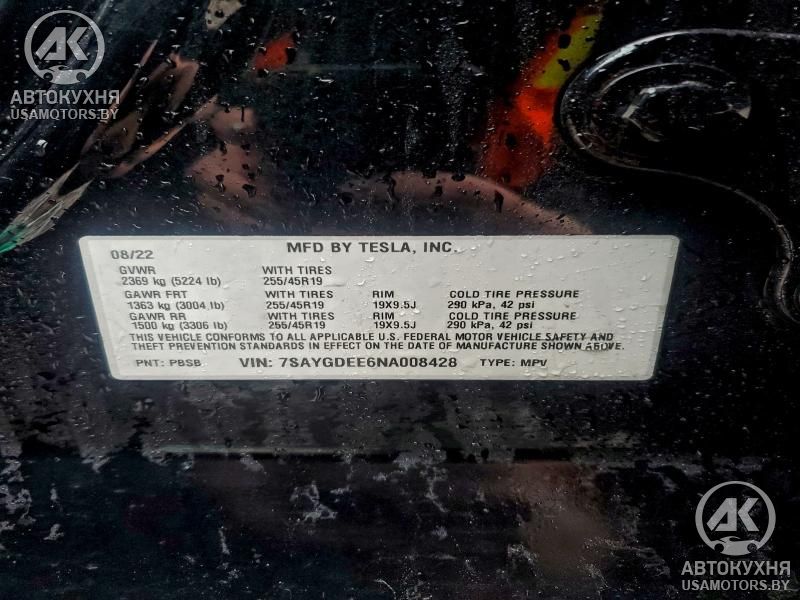 АК
АВТОКУХНЯ
USAMOTORS.BY
08/22 MFD BY TESLA, INC.
GVWR WITH TIRES
2369 kg (5224 lb) 255/45R19
GAWR FRT WITH TIRES RIM COLD TIRE PRESSURE
1363 kg (3004 lb) 255/45R19 19X9.5J 290 kPa, 42 psi
GAWR RR WITH TIRES RIM COLD TIRE PRESSURE
1500 kg (3306 lb) 255/45R19 19X9.5J 290 kPa, 42 psi
THIS VEHICLE CONFORMS TO ALL APPLICABLE U.S. FEDERAL MOTOR VEHICLE SAFETY AND
THEFT PREVENTION STANDARDS IN EFFECT ON THE DATE OF MANUFACTURE SHOWN ABOVE.
PNT: PBSB VIN: 7SAYGDEE6NA008428 TYPE: MPV
АК
АВТОКУХНЯ
USAMOTORS.BY